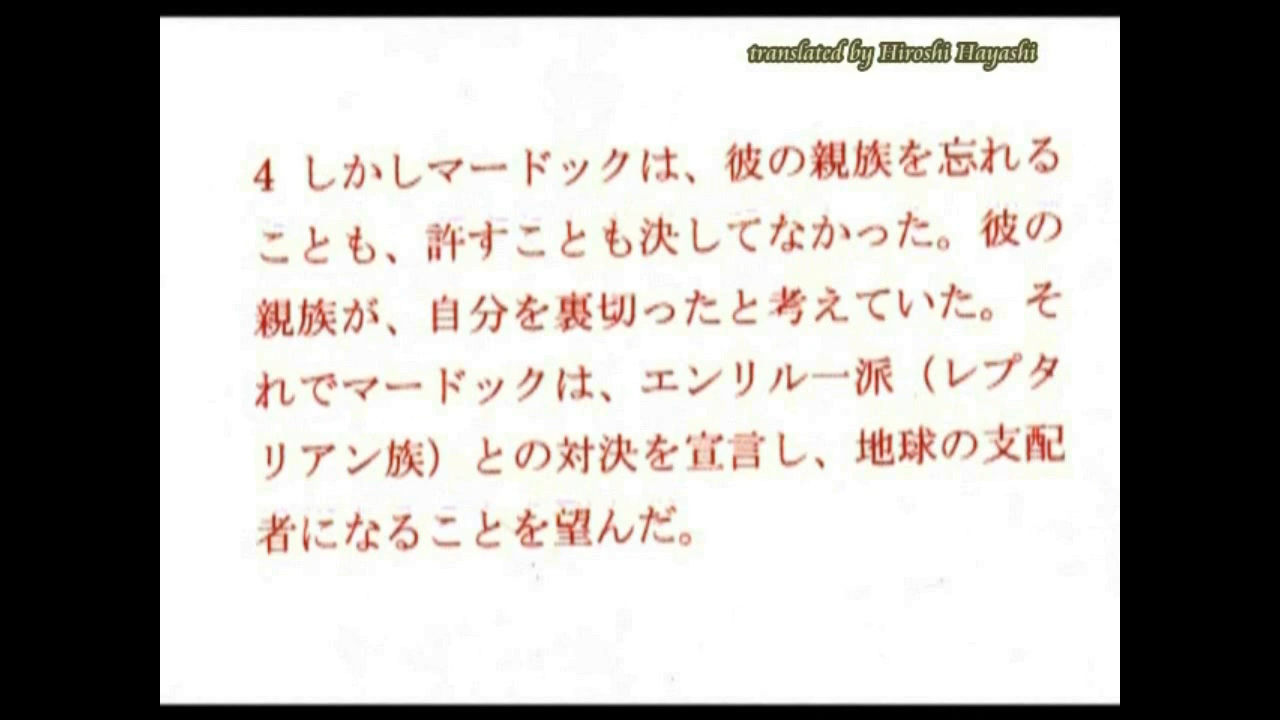 translated by Hiroshi Hayashi
4 しかしマードックは、彼の親族を忘れる
ことも、許すことも決してなかった。彼の
親族が、自分を裏切ったと考えていた。そ
れでマードックは、エンリル一派（レプタ
リアン族）との対決を宣言し、地球の支配
者になることを望んだ。